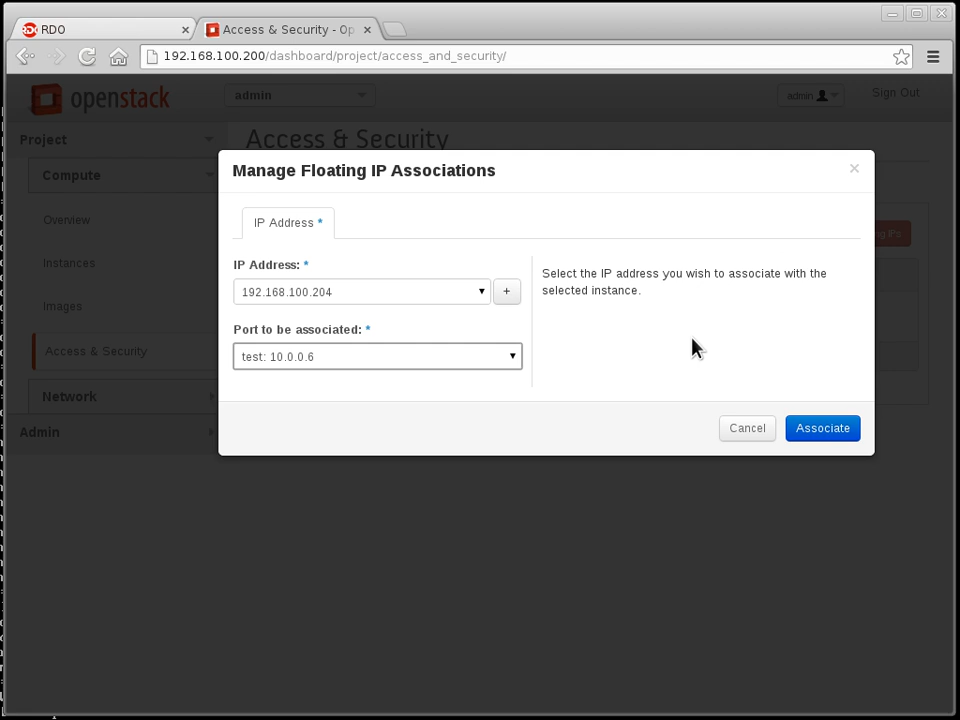 RDO
Access & Security - Op
192.168.100.200/dashboard/project/access_and_security/
openstack
admin
admin
Sign Out
Project
Access & Security
Compute
Manage Floating IP Associations
Overview
IP Address *
ng IPs
Instances
IP Address: *
Select the IP address you wish to associate with the
selected instance.
192.168.100.204
+
Images
Port to be associated: *
Access & Security
test: 10.0.0.6
Network
Admin
Cancel
Associate